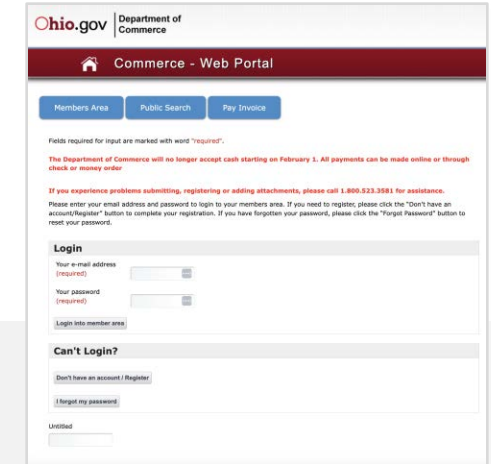 Ohio.gov
Department of
Commerce
Commerce - Web Portal
Members Area
Public Search
Pay Invoice
Fields required for input are marked with word "required".
The Department of Commerce will no longer accept cash starting on February 1. All payments can be made online or through
check or money order
If you experience problems submitting, registering or adding attachments, please call 1.800.523.3581 for assistance.
Please enter your email address and password to login to your members area. If you need to register, please click the "Don't have an
account/Register" button to complete your registration. If you have forgotten your password, please click the "Forgot Password" button to
reset your password.
Login
Your e-mail address
(required)
Your password
(required)
Login into member area
Can't Login?
Don't have an account / Register
I forgot my password
Untitled